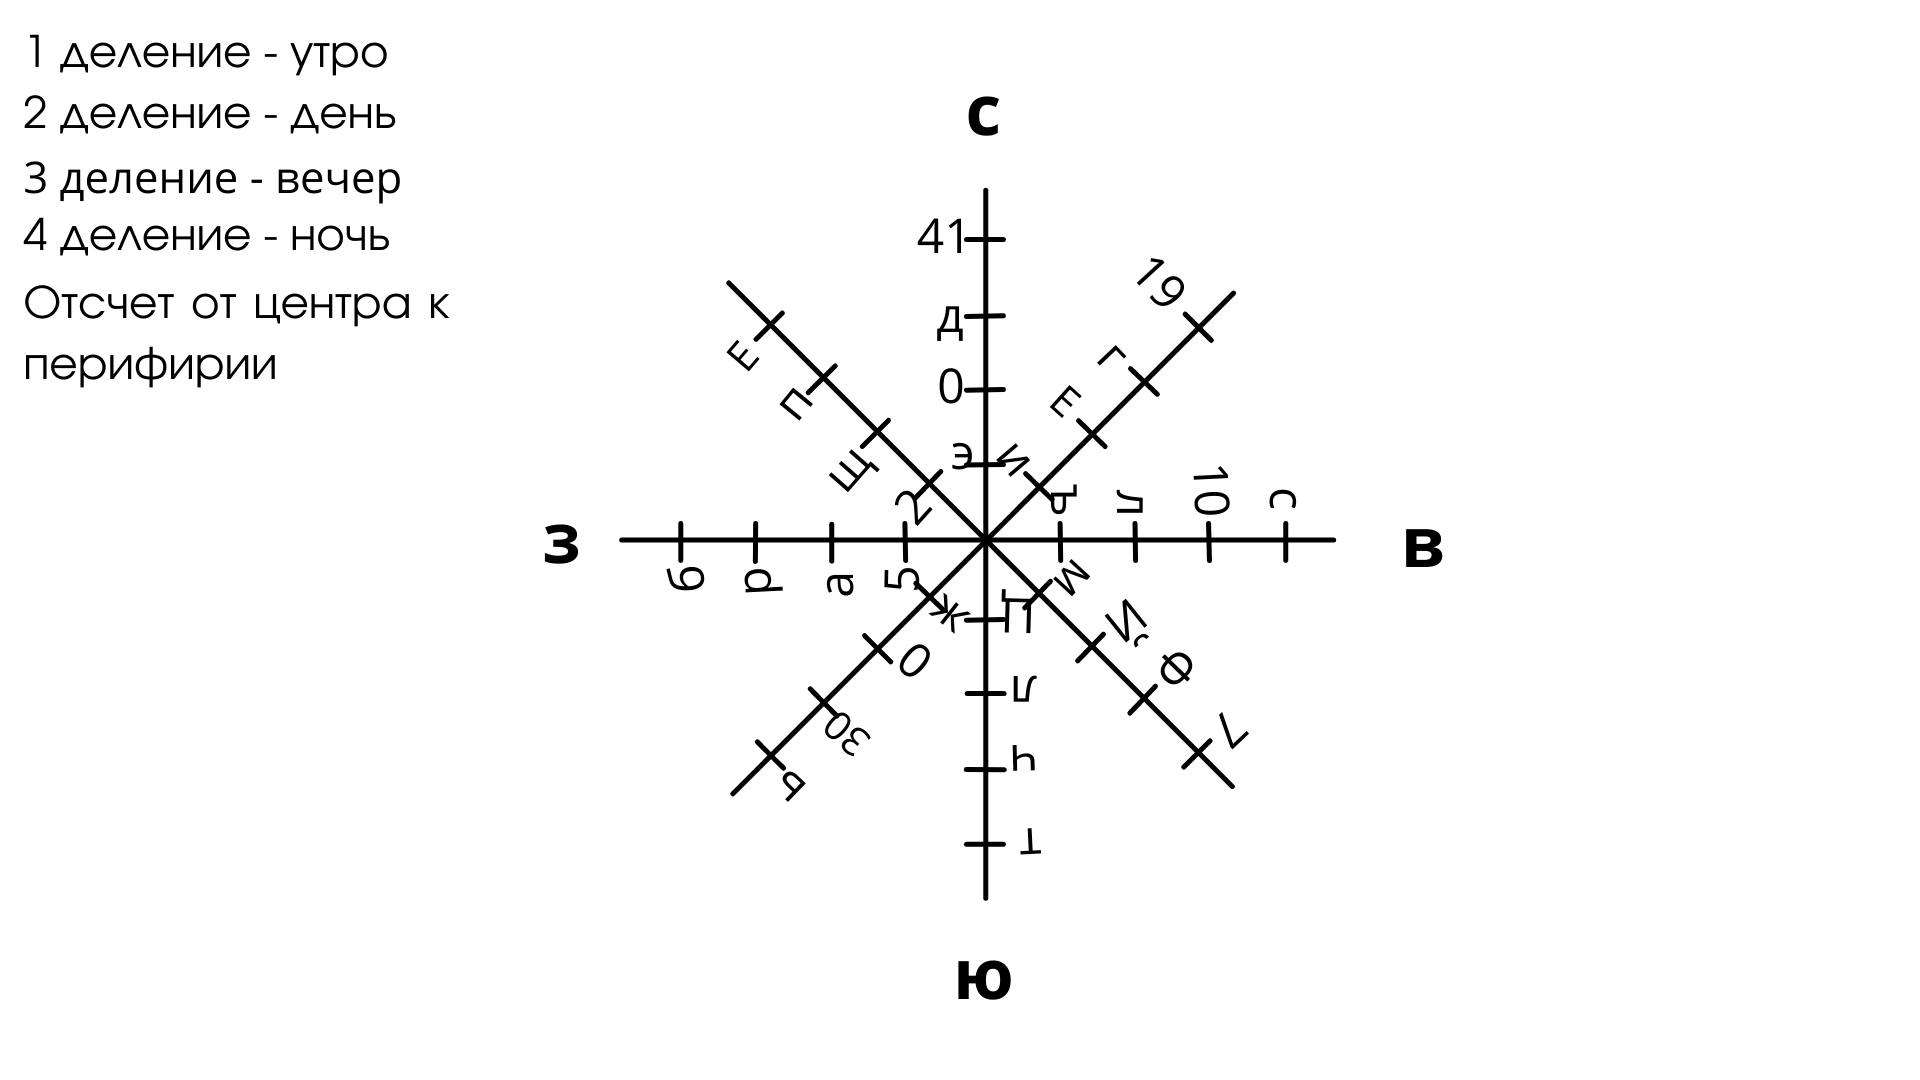 1 деление - утро
2 деление - день
3 деление - вечер
4 деление - ночь
Отсчет от центра к
перифирии
С
41
19
Д
Г
Е
0
П
Е
Э
И
Щ
ъ
л
10
с
2
З
В
б
р
а
5
к
Ц
м
0
Й
л
Ф
30
ч
7
ь
т
Ю